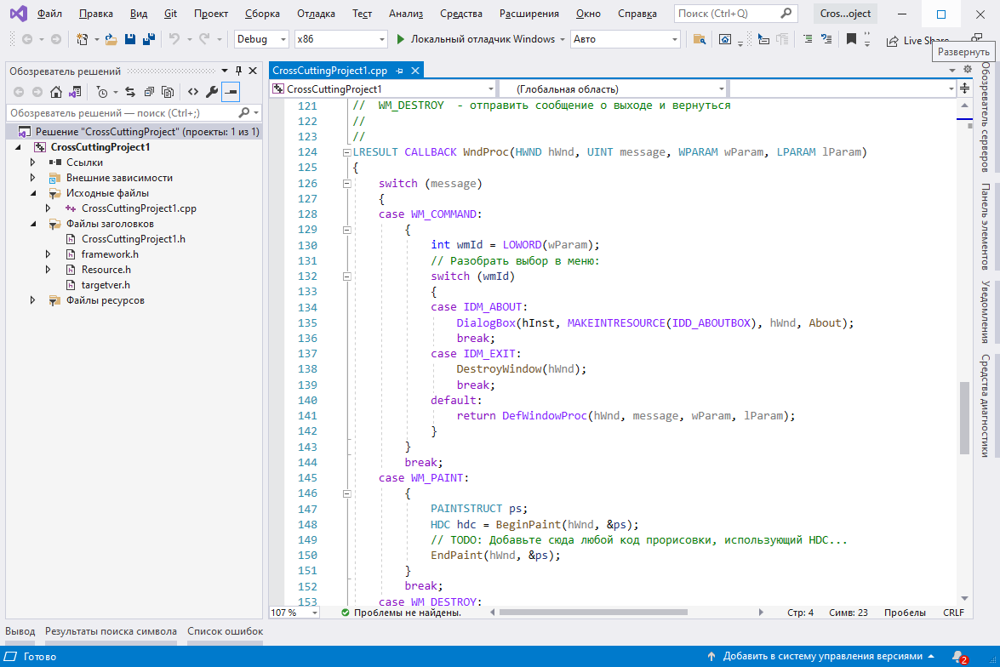 Файл Правка Вид Git Проект Сборка Отладка Тест Анализ Средства Расширения Окно Справка Поиск (Ctrl+Q) Cros...oject
Debug x86 Локальный отладчик Windows Авто Live Share
Развернуть
Обозреватель решений
CrossCuttingProject1.cpp
CrossCuttingProject1 (Глобальная область)
Обозреватель решений — поиск (Ctrl+;)
Решение "CrossCuttingProject" (проекты: 1 из 1)
CrossCuttingProject1
Ссылки
Внешние зависимости
Исходные файлы
CrossCuttingProject1.cpp
Файлы заголовков
CrossCuttingProject1.h
framework.h
Resource.h
targetver.h
Файлы ресурсов
121 // WM_DESTROY - отправить сообщение о выходе и вернуться
122 //
123 //
124 LRESULT CALLBACK WndProc(HWND hWnd, UINT message, WPARAM wParam, LPARAM lParam)
125 {
126 switch (message)
127 {
128 case WM_COMMAND:
129 {
130 int wmId = LOWORD(wParam);
131 // Разобрать выбор в меню:
132 switch (wmId)
133 {
134 case IDM_ABOUT:
135 DialogBox(hInst, MAKEINTRESOURCE(IDD_ABOUTBOX), hWnd, About);
136 break;
137 case IDM_EXIT:
138 DestroyWindow(hWnd);
139 break;
140 default:
141 return DefWindowProc(hWnd, message, wParam, lParam);
142 }
143 }
144 break;
145 case WM_PAINT:
146 {
147 PAINTSTRUCT ps;
148 HDC hdc = BeginPaint(hWnd, &ps);
149 // TODO: Добавьте сюда любой код прорисовки, использующий HDC...
150 EndPaint(hWnd, &ps);
151 }
152 break;
153 case WM_DESTROY:
107 % Проблемы не найдены. Стр: 4 Симв: 23 Пробелы CRLF
Обозреватель серверов
Панель элементов
Уведомления
Средства диагностики
Вывод Результаты поиска символа Список ошибок
Готово Добавить в систему управления версиями 2